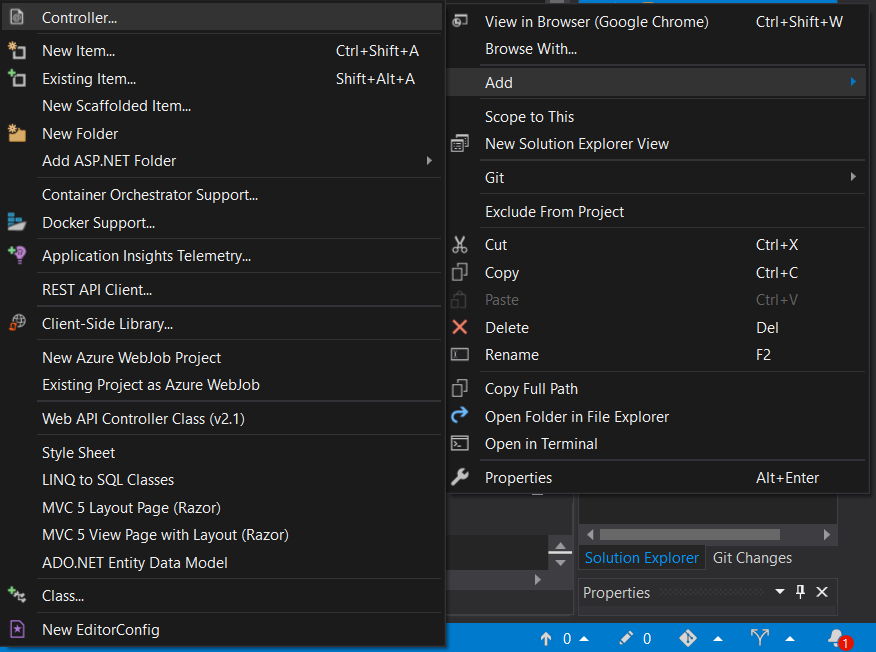 Controller...
New Item... Ctrl+Shift+A
Existing Item... Shift+Alt+A
New Scaffolded Item...
New Folder
Add ASP.NET Folder
Container Orchestrator Support...
Docker Support...
Application Insights Telemetry...
REST API Client...
Client-Side Library...
New Azure WebJob Project
Existing Project as Azure WebJob
Web API Controller Class (v2.1)
Style Sheet
LINQ to SQL Classes
MVC 5 Layout Page (Razor)
MVC 5 View Page with Layout (Razor)
ADO.NET Entity Data Model
Class...
New EditorConfig
View in Browser (Google Chrome) Ctrl+Shift+W
Browse With...
Add
Scope to This
New Solution Explorer View
Git
Exclude From Project
Cut Ctrl+X
Copy Ctrl+C
Paste Ctrl+V
Delete Del
Rename F2
Copy Full Path
Open Folder in File Explorer
Open in Terminal
Properties Alt+Enter
Solution Explorer Git Changes
Properties
0 0 1